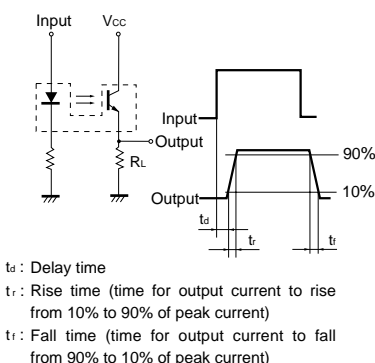 Input
Vcc
Input
Output
RL
90%
Output
10%
td
tr
tf
td : Delay time
tr : Rise time (time for output current to rise
from 10% to 90% of peak current)
tf : Fall time (time for output current to fall
from 90% to 10% of peak current)